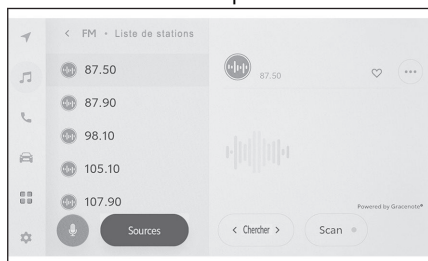 < FM • Liste de stations
87.50
87.90
98.10
105.10
107.90
Sources
87.50
Powered by Gracenote®
< Chercher >
Scan